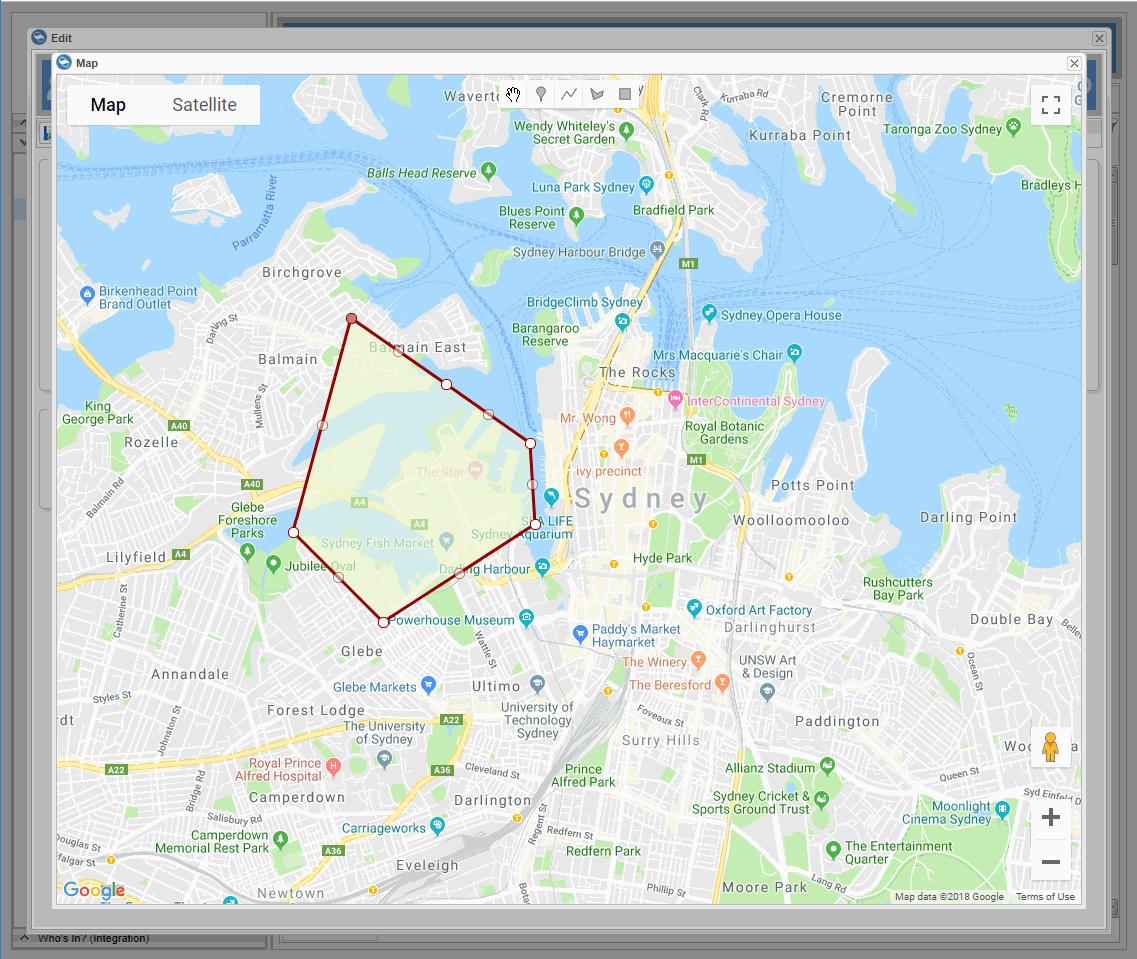 Edit
Map
Map
Satellite
Cremorne
Point
Kurraba Rd
Clark Rd
Wendy Whiteley's
Secret Garden
Kurraba Point
Taronga Zoo Sydney
Balls Head Reserve
Luna Park Sydney
Blues Point
Reserve
Bradfield Park
Parramatta River
Sydney Harbour Bridge
M1
Birchgrove
Birkenhead Point
Brand Outlet
BridgeClimb Sydney
Sydney Opera House
Darling St
Barangaroo
Reserve
Balmain East
Balmain
Mrs Macquarie's Chair
The Rocks
Mullens St
InterContinental Sydney
King
George Park
Mr. Wong
Royal Botanic
Gardens
A40
Rozelle
M1
The Star
ivy precinct
A40
Potts Point
Balmain Rd
Sydney
A4
Glebe
Foreshore
Parks
SEA LIFE
Sydney Aquarium
A4
Woolloomooloo
Darling Point
Sydney Fish Market
Lilyfield
A4
Hyde Park
Jubilee Oval
Darling Harbour
Rushcutters
Bay Park
Catherine St
Oxford Art Factory
Powerhouse Museum
Darlinghurst
Double Bay
Paddy's Market
Haymarket
Wattle St
Glebe
The Winery
UNSW Art
& Design
Ocean St
Annandale
Glebe Markets
Ultimo
The Beresford
Styles St
Johnston St
Forest Lodge
University of
Technology
Sydney
Foveaux St
The University
of Sydney
A22
Paddington
Surry Hills
A22
Royal Prince
Alfred Hospital
A36
Cleveland St
Prince
Alfred Park
Allianz Stadium
Queen St
Bridge Rd
Camperdown
Darlington
Sydney Cricket &
Sports Ground Trust
Moonlight
Cinema Sydney
Salisbury Rd
Carriageworks
Regent St
Redfern St
Camperdown
Memorial Rest Park
A36
Redfern Park
The Entertainment
Quarter
Eveleigh
Lang Rd
Moore Park
Phillip St
Newtown
Google
Map data ©2018 Google
Terms of Use
Who's In? (Integration)